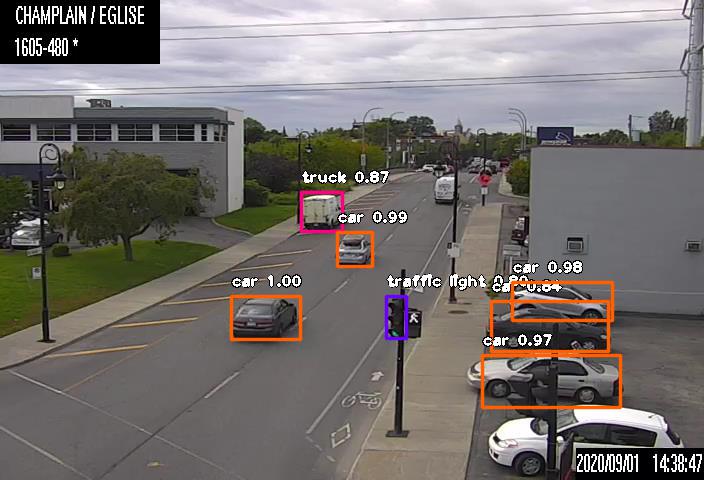 CHAMPLAIN / EGLISE
1605-480 *
truck 0.87
car 0.99
car 1.00
traffic light 0.80
car 0.98
car 0.84
car 0.97
2020/09/01 14:38:47